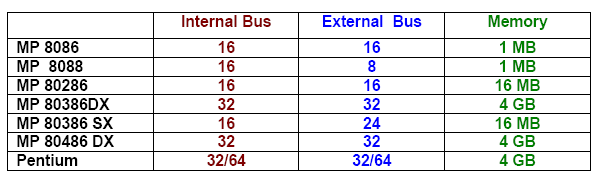 Internal Bus External Bus Memory
MP 8086 16 16 1 MB
MP 8088 16 8 1 MB
MP 80286 16 16 16 MB
MP 80386DX 32 32 4 GB
MP 80386 SX 16 24 16 MB
MP 80486 DX 32 32 4 GB
Pentium 32/64 32/64 4 GB